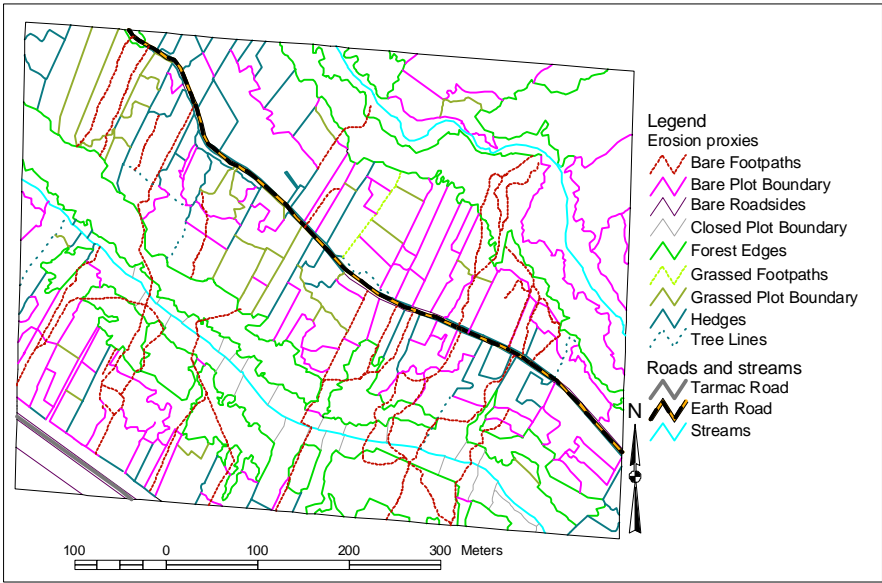 Legend
Erosion proxies
Bare Footpaths
Bare Plot Boundary
Bare Roadsides
Closed Plot Boundary
Forest Edges
Grassed Footpaths
Grassed Plot Boundary
Hedges
Tree Lines
Roads and streams
Tarmac Road
Earth Road
Streams
N
100 0 100 200 300 Meters